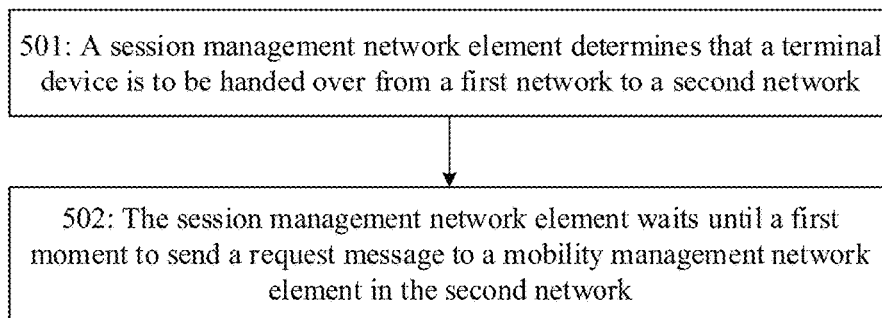 501: A session management network element determines that a terminal
device is to be handed over from a first network to a second network
502: The session management network element waits until a first
moment to send a request message to a mobility management network
element in the second network